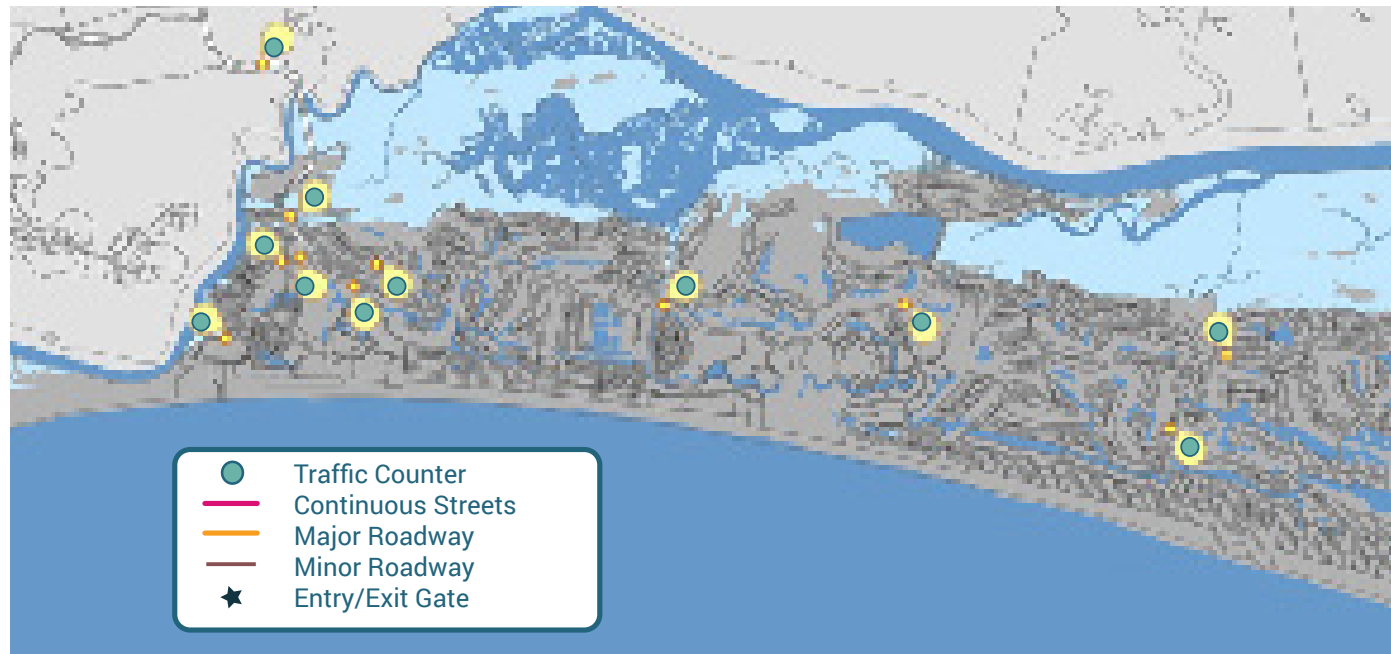 Traffic Counter
Continuous Streets
Major Roadway
Minor Roadway
Entry/Exit Gate